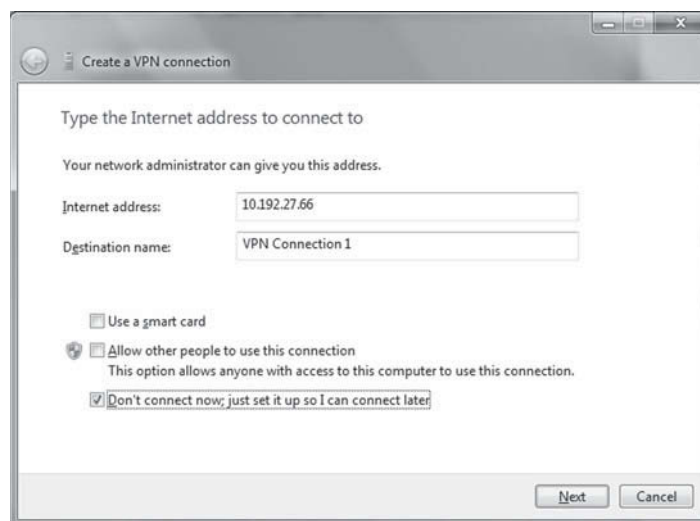 Create a VPN connection
Type the Internet address to connect to
Your network administrator can give you this address.
Internet address: 10.192.27.66
Destination name: VPN Connection 1
Use a smart card
Allow other people to use this connection
This option allows anyone with access to this computer to use this connection.
Don't connect now; just set it up so I can connect later
Next Cancel